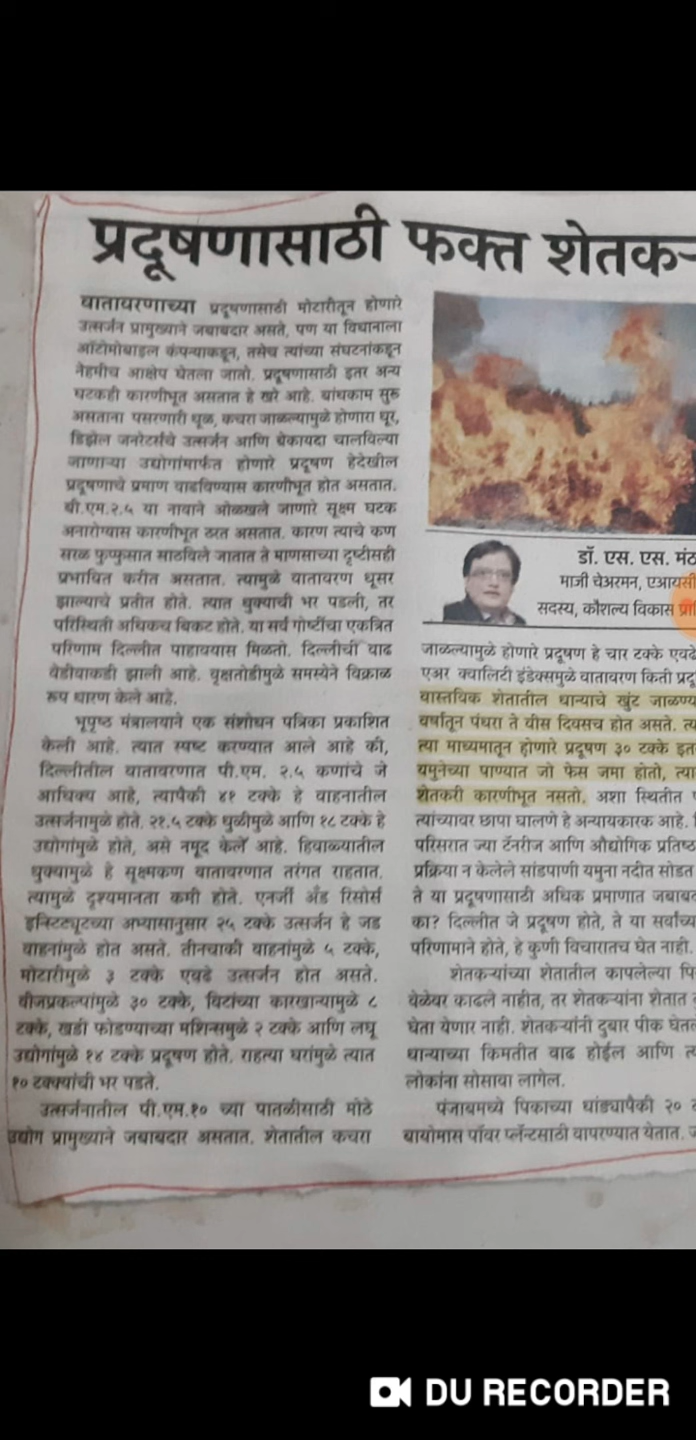 प्रदूषणासाठी फक्त शेतकऱ
वातावरणाच्या प्रदूषणासाठी मोटारीतून होणारे
उत्सर्जन प्रामुख्याने जबाबदार असते, पण या विधानाला
ऑटोमोबाइल कंपन्याकडून, तसेच त्यांच्या संघटनांकडून
नेहमीच आक्षेप घेतला जातो. प्रदूषणासाठी इतर अन्य
घटकही कारणीभूत असतात हे खरे आहे. बांधकाम सुरू
असताना पसरणारी धूळ, कचरा जाळल्यामुळे होणारा धूर,
डिझेल जनरेटर्सचे उत्सर्जन आणि बेकायदा चालविल्या
जाणाऱ्या उद्योगांमार्फत होणारे प्रदूषण हेदेखील
प्रदूषणाचे प्रमाण वाढविण्यास कारणीभूत होत असतात.
पी.एम.२.५ या नावाने ओळखले जाणारे सूक्ष्म घटक
अनारोग्यास कारणीभूत ठरत असतात. कारण त्याचे कण
सरळ फुप्फुसात साठविले जातात ते माणसाच्या दृष्टीसही
प्रभावित करीत असतात. त्यामुळे वातावरण धूसर
झाल्याचे प्रतीत होते. त्यात धुक्याची भर पडली, तर
परिस्थिती अधिकच बिकट होते. या सर्व गोष्टींचा एकत्रित
परिणाम दिल्लीत पाहावयास मिळतो. दिल्लीची वाढ
वेडीवाकडी झाली आहे. वृक्षतोडीमुळे समस्येने विक्राळ
रूप धारण केले आहे.
भूपृष्ठ मंत्रालयाने एक संशोधन पत्रिका प्रकाशित
केली आहे. त्यात स्पष्ट करण्यात आले आहे की,
दिल्लीतील वातावरणात पी.एम. २.५ कणांचे जे
आधिक्य आहे, त्यापैकी ४१ टक्के हे वाहनातील
उत्सर्जनामुळे होते. २१.५ टक्के धुळीमुळे आणि १८ टक्के हे
उद्योगांमुळे होते, असे नमूद केले आहे. हिवाळ्यातील
धुक्यामुळे हे सूक्ष्मकण वातावरणात तरंगत राहतात.
त्यामुळे दृश्यमानता कमी होते. एनर्जी अँड रिसोर्स
इन्स्टिट्यूटच्या अभ्यासानुसार २५ टक्के उत्सर्जन हे जड
वाहनांमुळे होत असते. तीनचाकी वाहनांमुळे ५ टक्के,
मोटारीमुळे ३ टक्के एवढे उत्सर्जन होत असते.
वीजप्रकल्पांमुळे ३० टक्के, विटांच्या कारखान्यामुळे ८
टक्के, खडी फोडण्याच्या मशिन्समुळे २ टक्के आणि लघू
उद्योगांमुळे १४ टक्के प्रदूषण होते. राहत्या घरांमुळे त्यात
१० टक्क्यांची भर पडते.
उत्सर्जनातील पी.एम.१० च्या पातळीसाठी मोठे
उद्योग प्रामुख्याने जबाबदार असतात. शेतातील कचरा
डॉ. एस. एस. मंठ
माजी चेअरमन, एआयसी
सदस्य, कौशल्य विकास प्रा
जाळल्यामुळे होणारे प्रदूषण हे चार टक्के एवढे
एअर क्वालिटी इंडेक्समुळे वातावरण किती प्रदू
वास्तविक शेतातील धान्याचे खुंट जाळण्य
वर्षातून पंधरा ते वीस दिवसच होत असते. त्य
त्या माध्यमातून होणारे प्रदूषण ३० टक्के इत
यमुनेच्या पाण्यात जो फेस जमा होतो, त्या
शेतकरी कारणीभूत नसतो. अशा स्थितीत
त्यांच्यावर छापा घालणे हे अन्यायकारक आहे.
परिसरात ज्या टॅनरीज आणि औद्योगिक प्रतिष्ठ
प्रक्रिया न केलेले सांडपाणी यमुना नदीत सोडत
ते या प्रदूषणासाठी अधिक प्रमाणात जबाबद
का? दिल्लीत जे प्रदूषण होते, ते या सर्वांच्य
परिणामाने होते, हे कुणी विचारातच घेत नाही.
शेतकऱ्यांच्या शेतातील कापलेल्या पि
वेळेवर काढले नाहीत, तर शेतकऱ्यांना शेतात
घेता येणार नाही. शेतकऱ्यांनी दुबार पीक घेतल
धान्याच्या किमतीत वाढ होईल आणि त्य
लोकांना सोसावा लागेल.
पंजाबमध्ये पिकाच्या धांड्यापैकी २० ट
बायोमास पॉवर प्लॅन्टसाठी वापरण्यात येतात. ज
DU RECORDER